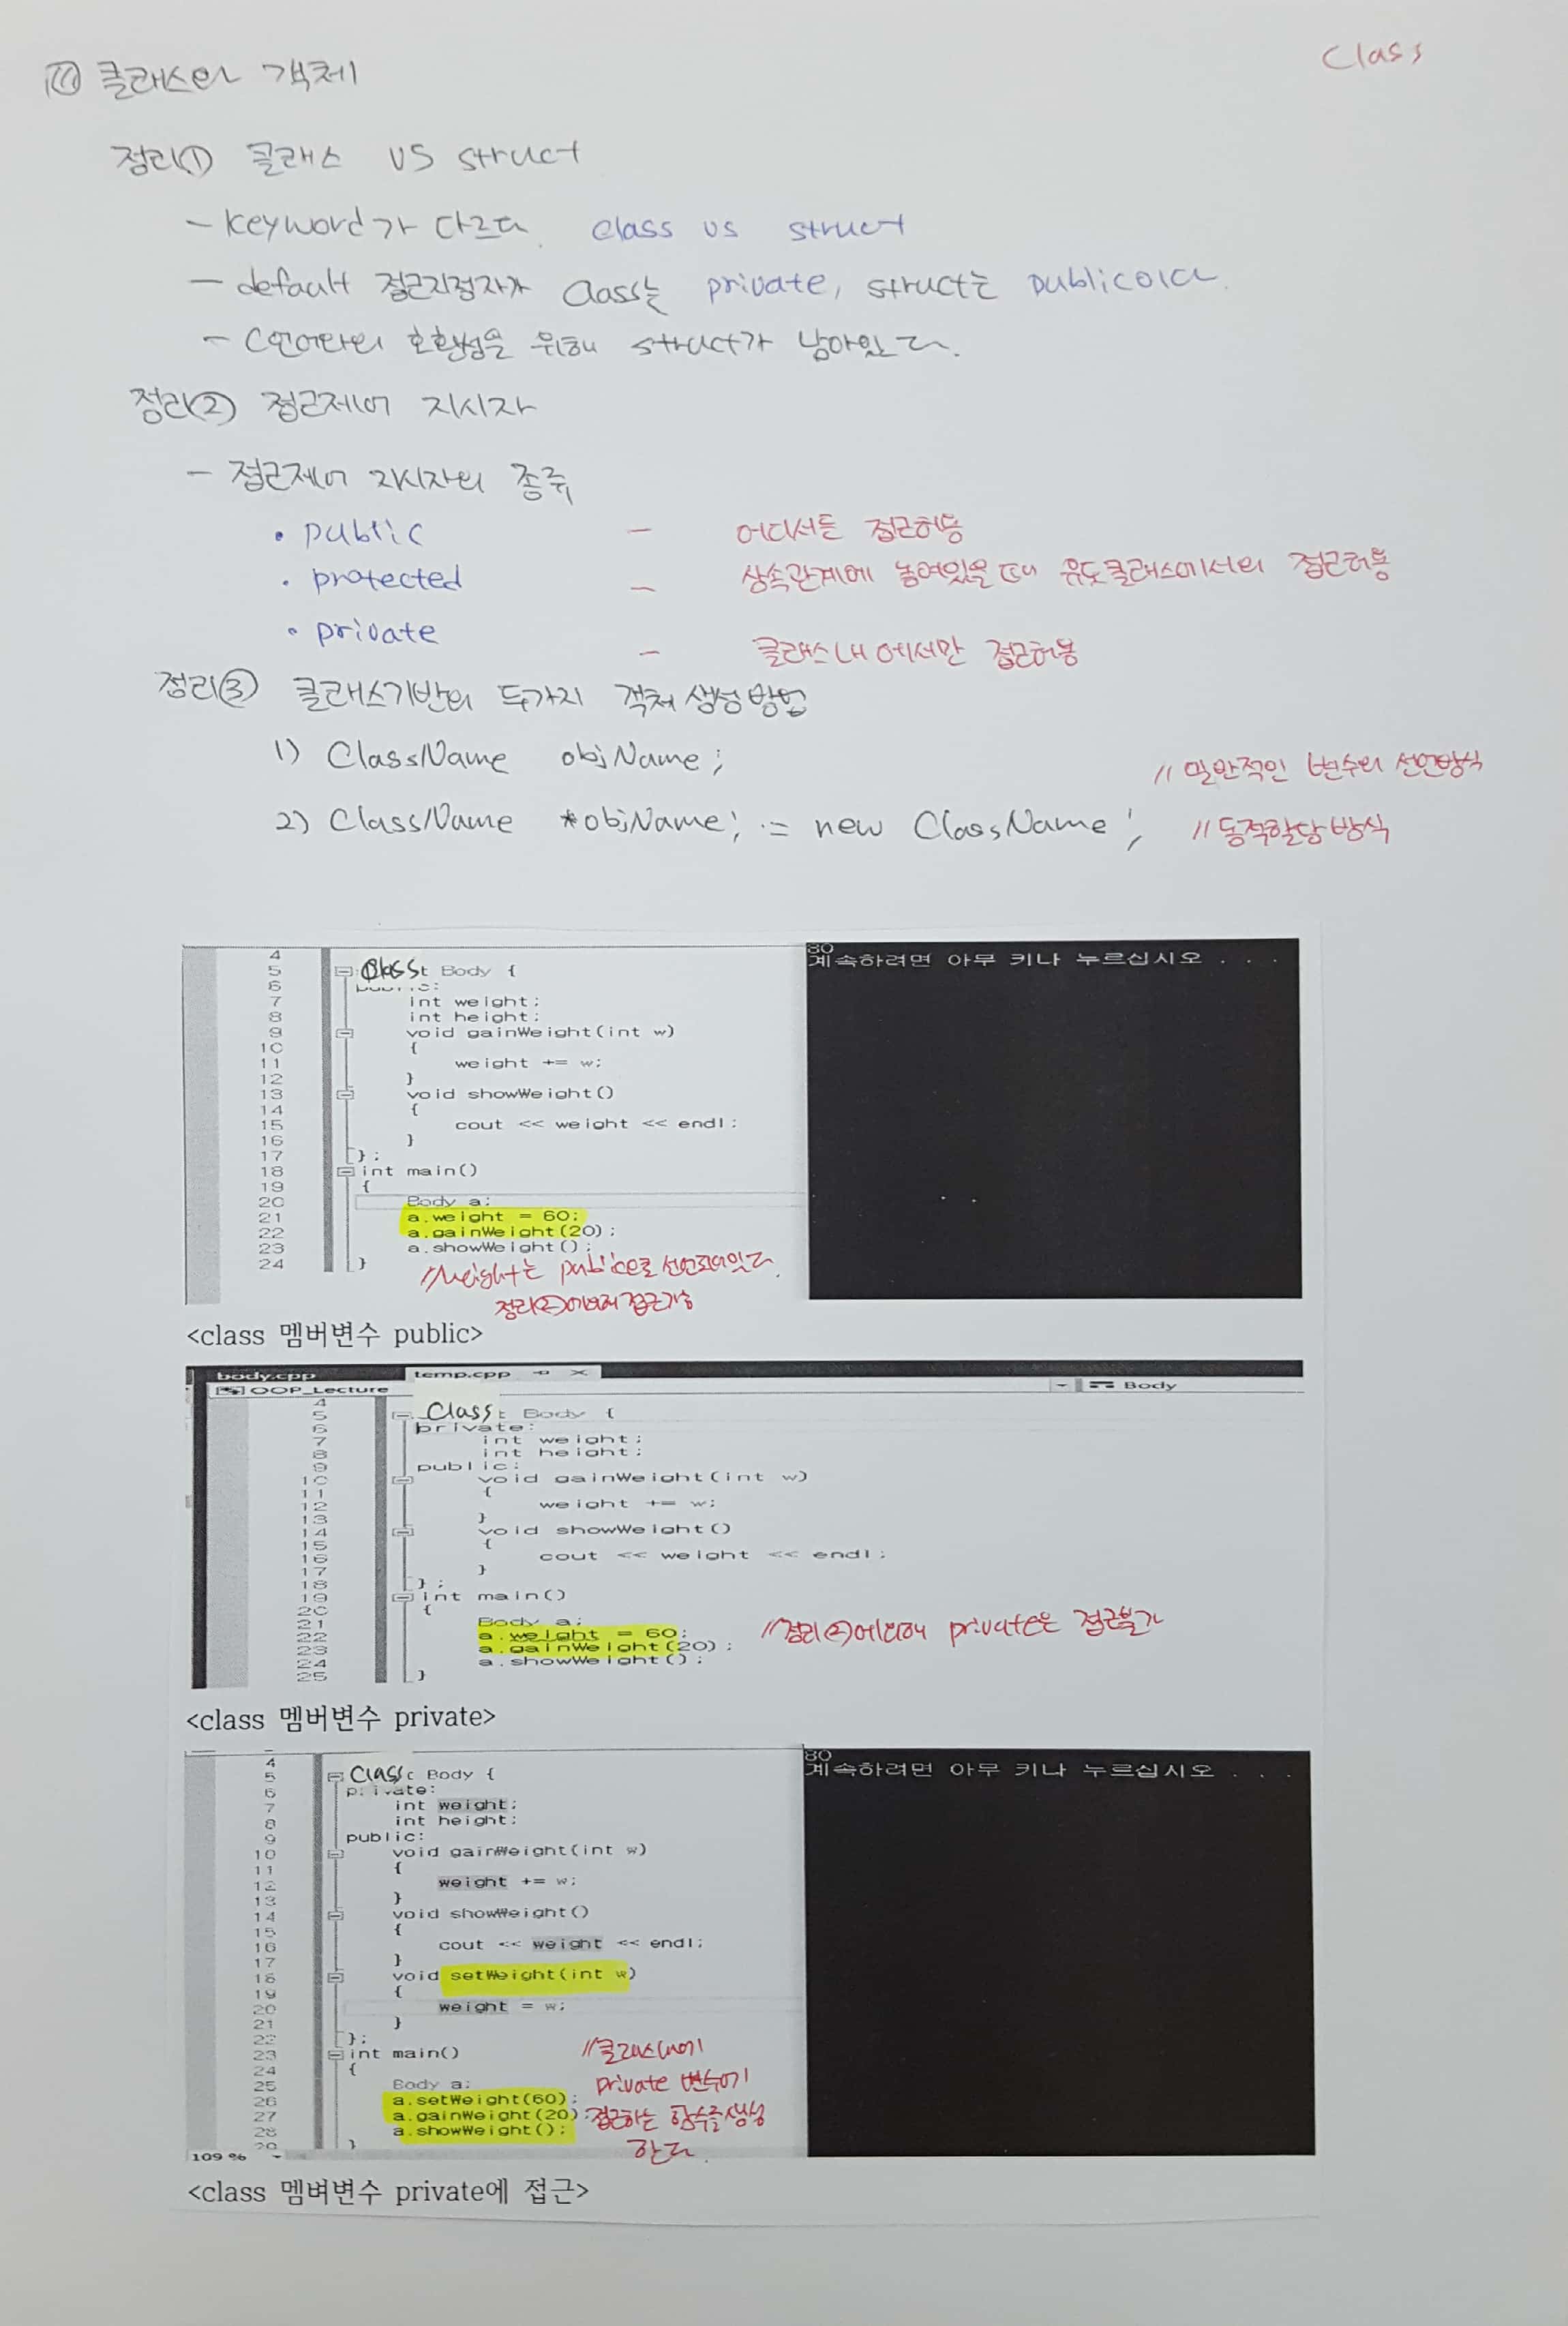 Class
⑪ 클래스와 객체
정리① 클래스 VS struct
- keyword가 다르다. class vs struct
- default 접근지정자가 class는 private, struct는 public이다.
- C언어와의 호환성을 위해 struct가 남아있다.
정리② 접근제어 지시자
- 접근제어 지시자의 종류
• public - 어디서든 접근허용
• protected - 상속관계에 놓여있을 때 유도클래스에서의 접근허용
• private - 클래스 내에서만 접근허용
정리③ 클래스기반의 두가지 객체 생성방법
1) ClassName objName; // 일반적인 변수의 선언방식
2) ClassName *objName; = new ClassName; // 동적할당 방식
4
5 Class Body {
6 public:
7 int weight;
8 int height;
9 void gainWeight(int w)
10 {
11 weight += w;
12 }
13 void showWeight()
14 {
15 cout << weight << endl;
16 }
17 };
18 int main()
19 {
20 Body a;
21 a.weight = 60;
22 a.gainWeight(20);
23 a.showWeight();
24 }
80
계속하려면 아무 키나 누르십시오 . . .
// weight는 public으로 선언되어있다.
정리②에의해 접근가능
<class 멤버변수 public>
body.cpp temp.cpp
OOP_Lecture Body
4
5 Class Body {
6 private:
7 int weight;
8 int height;
9 public:
10 void gainWeight(int w)
11 {
12 weight += w;
13 }
14 void showWeight()
15 {
16 cout << weight << endl;
17 }
18 };
19 int main()
20 {
21 Body a;
22 a.weight = 60;
23 a.gainWeight(20);
24 a.showWeight();
25 }
// 정리②에의해 private은 접근불가
<class 멤버변수 private>
4
5 Class Body {
6 private:
7 int weight;
8 int height;
9 public:
10 void gainWeight(int w)
11 {
12 weight += w;
13 }
14 void showWeight()
15 {
16 cout << weight << endl;
17 }
18 void setWeight(int w)
19 {
20 weight = w;
21 }
22 };
23 int main()
24 {
25 Body a;
26 a.setWeight(60);
27 a.gainWeight(20);
28 a.showWeight();
29 }
109 %
80
계속하려면 아무 키나 누르십시오 . . .
// 클래스내에
private 변수에
접근하는 함수를 생성
한다.
<class 멤버변수 private에 접근>